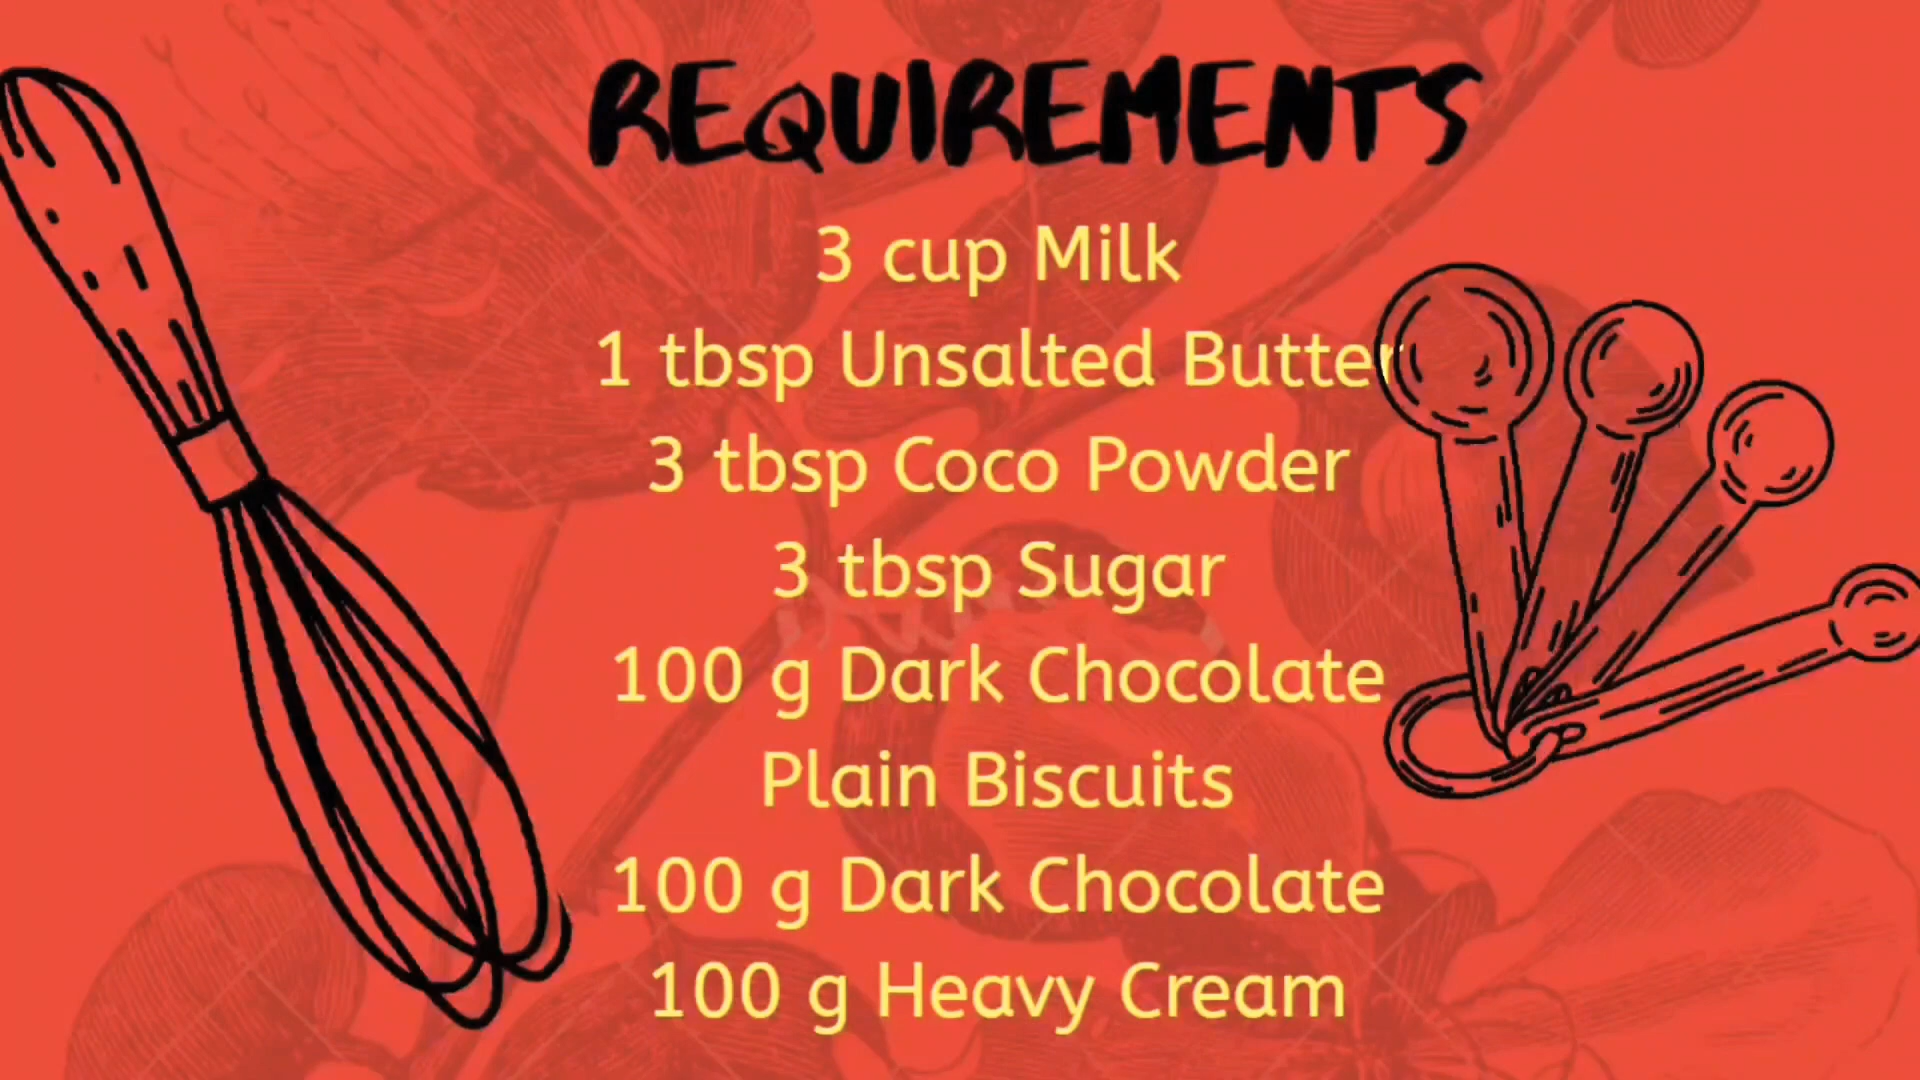 REQUIREMENTS
3 cup Milk
1 tbsp Unsalted Butter
3 tbsp Coco Powder
3 tbsp Sugar
100 g Dark Chocolate
Plain Biscuits
100 g Dark Chocolate
100 g Heavy Cream